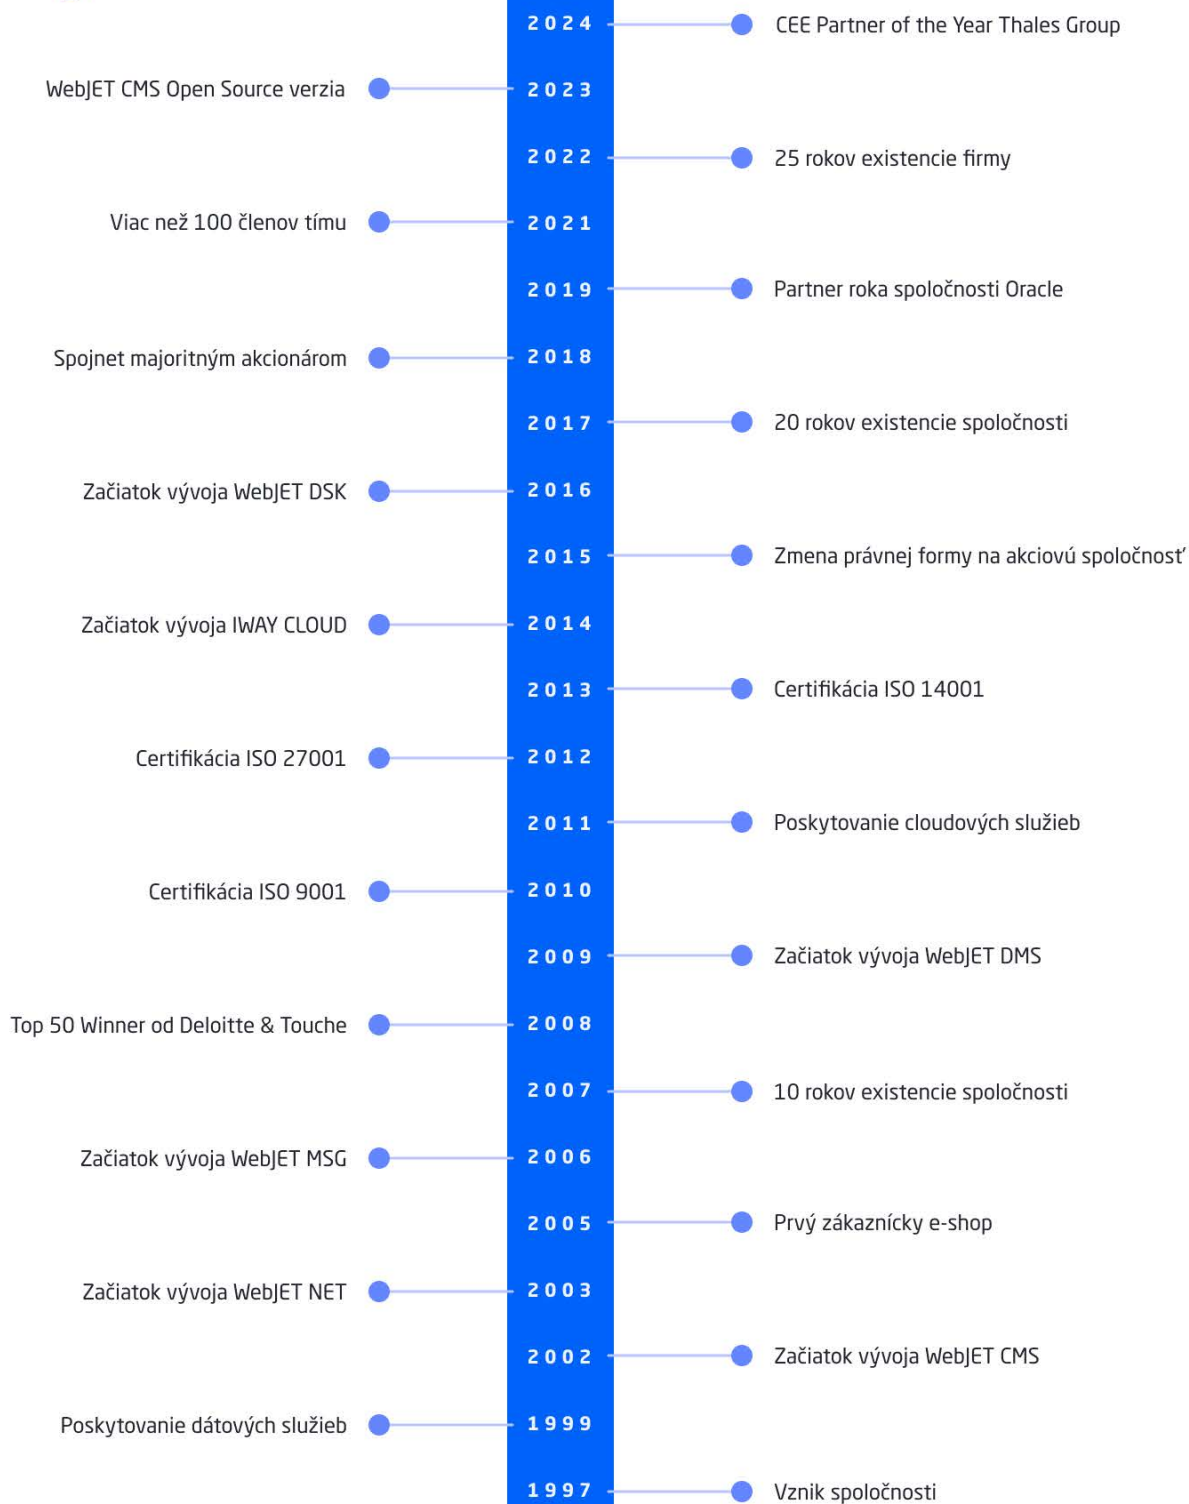 2024 CEE Partner of the Year Thales Group
WebJET CMS Open Source verzia 2023
2022 25 rokov existencie firmy
Viac než 100 členov tímu 2021
2019 Partner roka spoločnosti Oracle
Spojnet majoritným akcionárom 2018
2017 20 rokov existencie spoločnosti
Začiatok vývoja WebJET DSK 2016
2015 Zmena právnej formy na akciovú spoločnosť
Začiatok vývoja IWAY CLOUD 2014
2013 Certifikácia ISO 14001
Certifikácia ISO 27001 2012
2011 Poskytovanie cloudových služieb
Certifikácia ISO 9001 2010
2009 Začiatok vývoja WebJET DMS
Top 50 Winner od Deloitte & Touche 2008
2007 10 rokov existencie spoločnosti
Začiatok vývoja WebJET MSG 2006
2005 Prvý zákaznícky e-shop
Začiatok vývoja WebJET NET 2003
2002 Začiatok vývoja WebJET CMS
Poskytovanie dátových služieb 1999
1997 Vznik spoločnosti